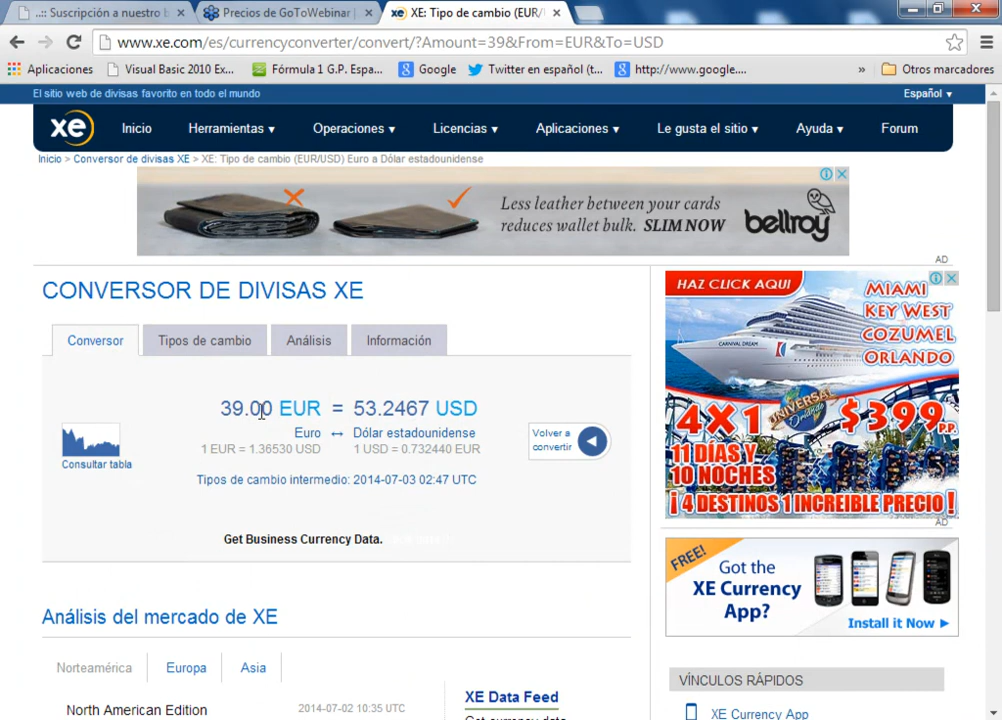 ..:: Suscripción a nuestro b
Precios de GoToWebinar |
XE: Tipo de cambio (EUR/
www.xe.com/es/currencyconverter/convert/?Amount=39&From=EUR&To=USD
Aplicaciones
Visual Basic 2010 Ex...
Fórmula 1 G.P. Espa...
Google
Twitter en español (t...
http://www.google....
»
Otros marcadores
El sitio web de divisas favorito en todo el mundo
Español
xe
Inicio
Herramientas
Operaciones
Licencias
Aplicaciones
Le gusta el sitio
Ayuda
Forum
Inicio > Conversor de divisas XE > XE: Tipo de cambio (EUR/USD) Euro a Dólar estadounidense
Less leather between your cards
reduces wallet bulk. SLIM NOW
bellroy
AD
CONVERSOR DE DIVISAS XE
Conversor
Tipos de cambio
Análisis
Información
39.00 EUR = 53.2467 USD
Euro ↔ Dólar estadounidense
1 EUR = 1.36530 USD 1 USD = 0.732440 EUR
Tipos de cambio intermedio: 2014-07-03 02:47 UTC
Consultar tabla
Volver a
convertir
Get Business Currency Data.
HAZ CLICK AQUI
MIAMI
KEY WEST
COZUMEL
ORLANDO
CARNIVAL DREAM
UNIVERSAL
Orlando
4X1 $399 P.P.
11 DIAS Y
10 NOCHES
¡4 DESTINOS 1 INCREIBLE PRECIO!
AD
FREE!
Got the
XE Currency
App?
Install it Now
Análisis del mercado de XE
Norteamérica
Europa
Asia
North American Edition
2014-07-02 10:35 UTC
XE Data Feed
VÍNCULOS RÁPIDOS
XE Currency App